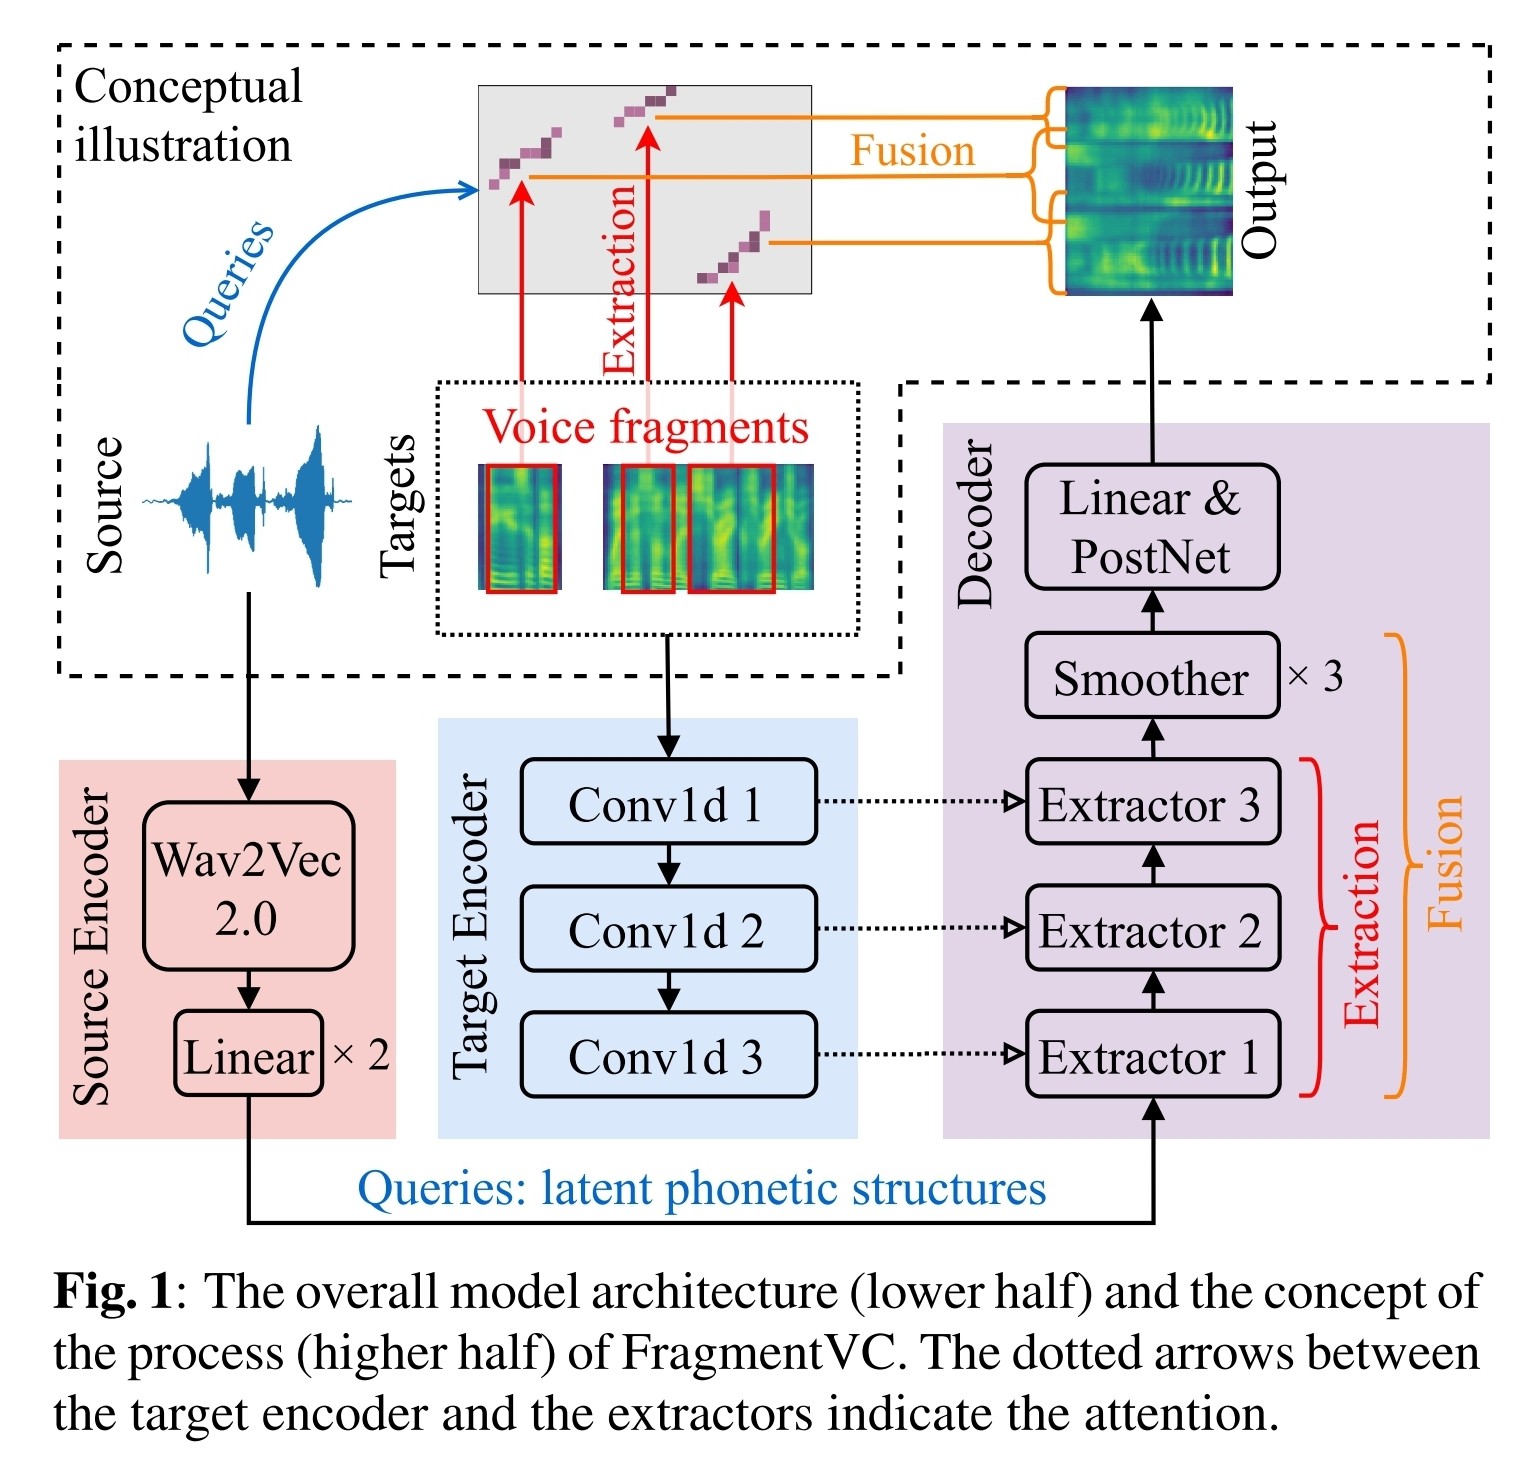 Conceptual
illustration
Queries
Extraction
Fusion
Output
Source
Targets
Voice fragments
Source Encoder
Wav2Vec
2.0
Linear × 2
Target Encoder
Conv1d 1
Conv1d 2
Conv1d 3
Decoder
Linear &
PostNet
Smoother × 3
Extractor 3
Extractor 2
Extractor 1
Extraction
Fusion
Queries: latent phonetic structures
Fig. 1: The overall model architecture (lower half) and the concept of
the process (higher half) of FragmentVC. The dotted arrows between
the target encoder and the extractors indicate the attention.